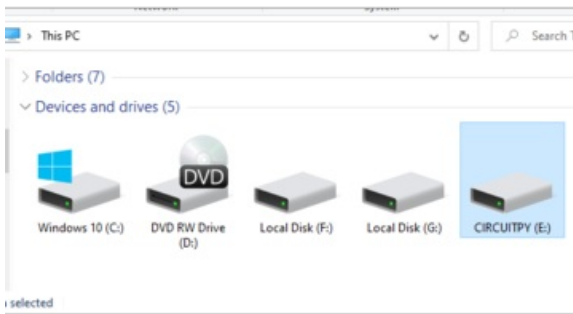 This PC
Search
Folders (7)
Devices and drives (5)
DVD
Windows 10 (C:)
DVD RW Drive
(D:)
Local Disk (F:)
Local Disk (G:)
CIRCUITPY (E:)
selected